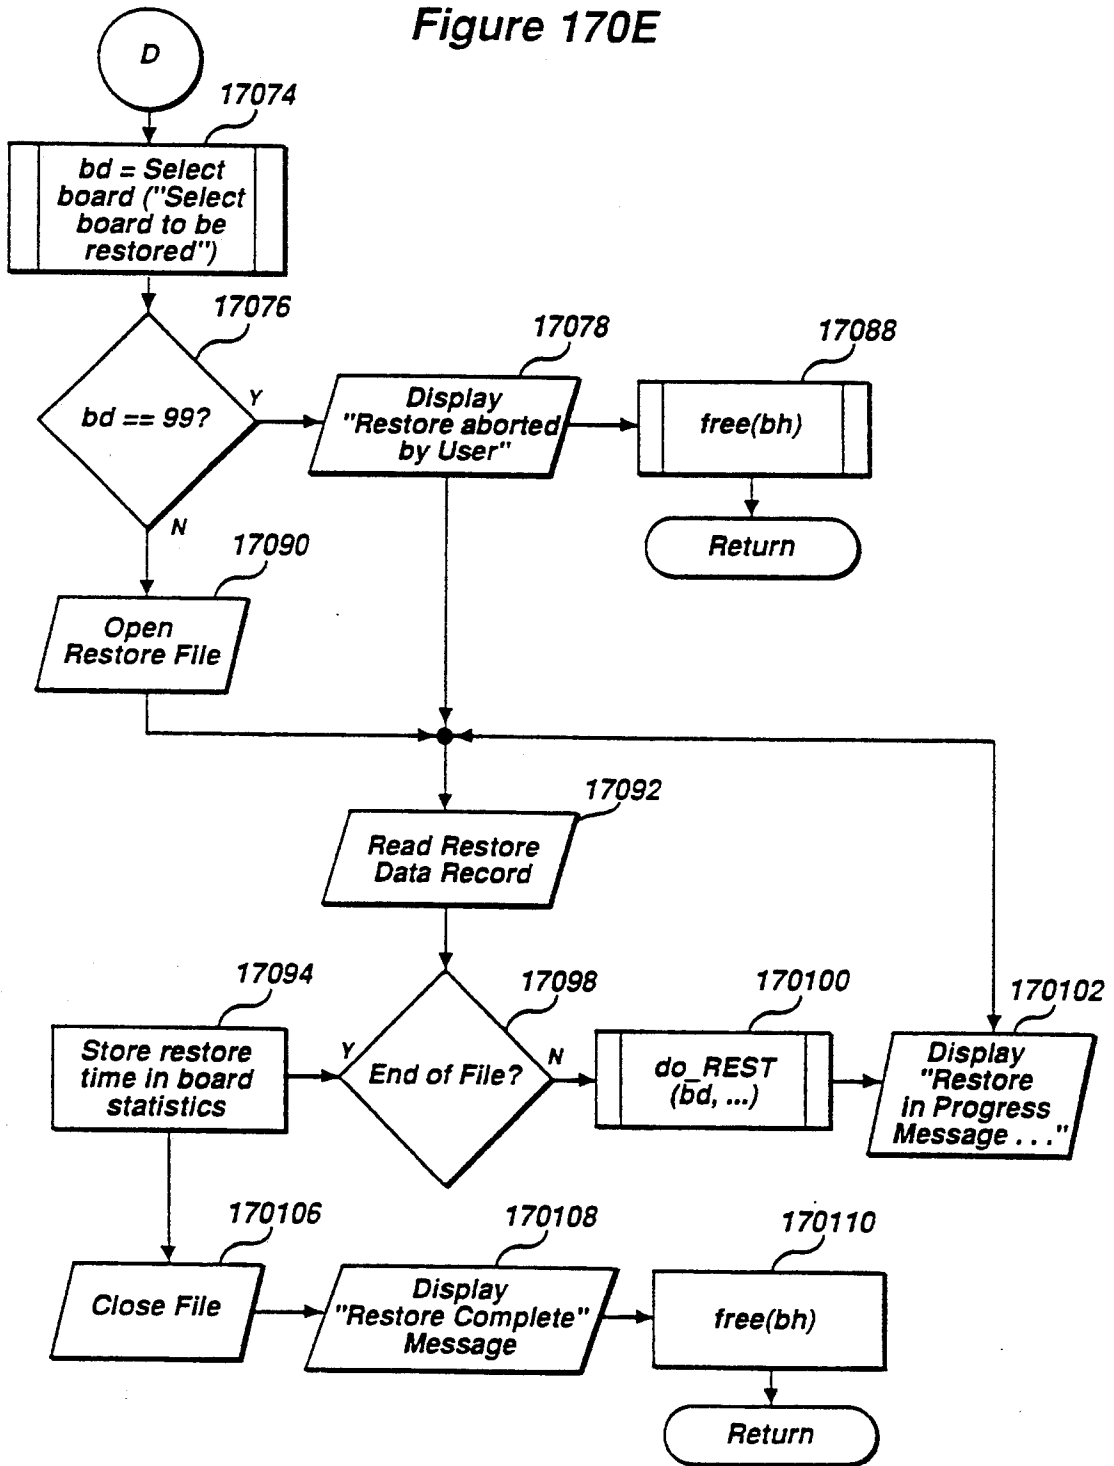 Figure 170E
D
17074
bd = Select
board ("Select
board to be
restored")
17076
bd == 99?
Y
N
17078
Display
"Restore aborted
by User"
17088
free(bh)
Return
17090
Open
Restore File
17092
Read Restore
Data Record
17094
Store restore
time in board
statistics
17098
Y
End of File?
N
170100
do_REST
(bd, ...)
170102
Display
"Restore
in Progress
Message . . ."
170106
Close File
170108
Display
"Restore Complete"
Message
170110
free(bh)
Return